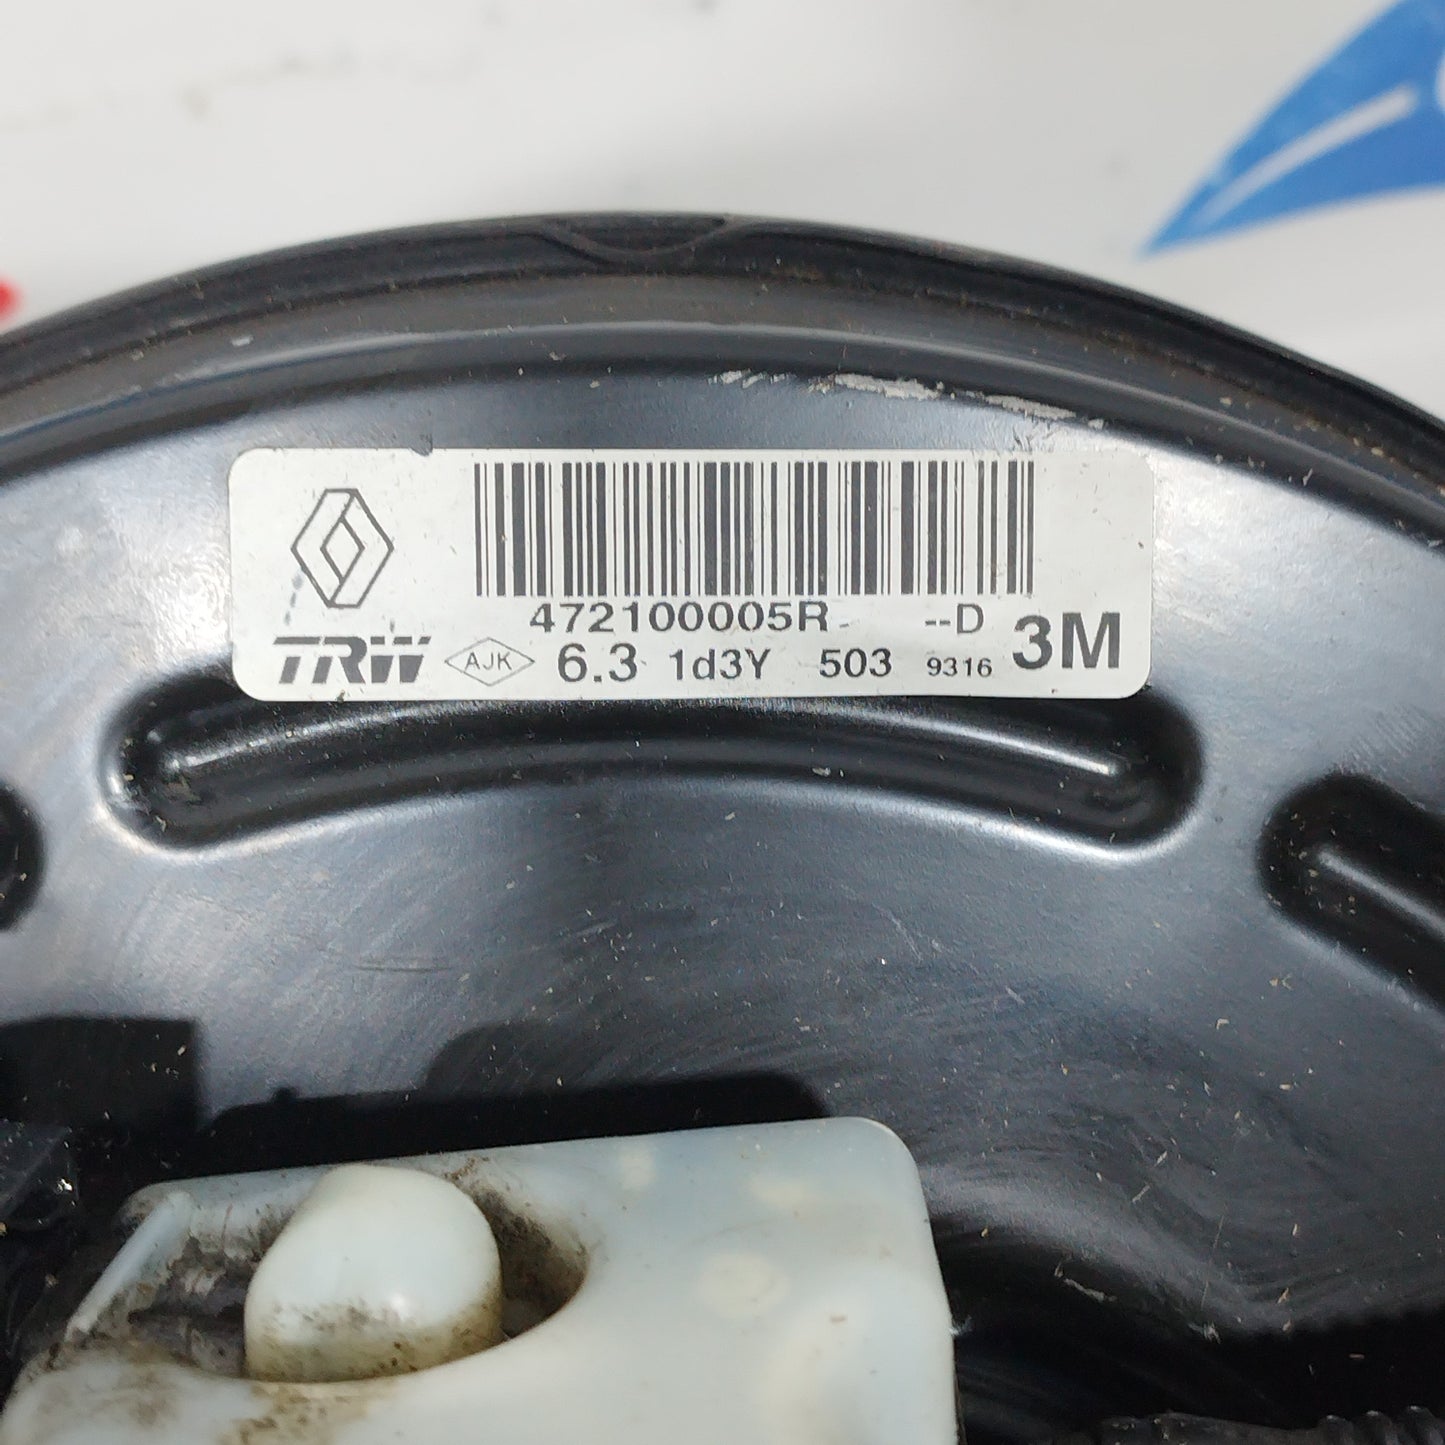 472100005R --D
TRW AJK 6.3 1d3Y 503 9316 3M